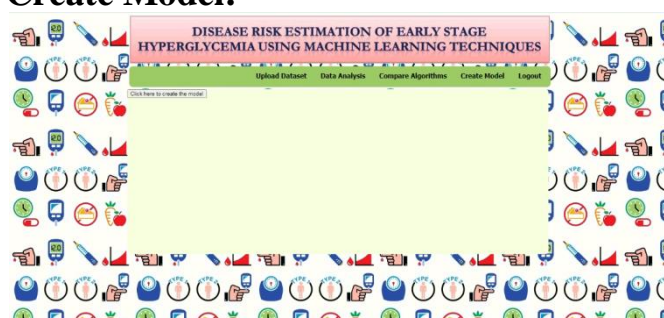 Create Model:
DISEASE RISK ESTIMATION OF EARLY STAGE
HYPERGLYCEMIA USING MACHINE LEARNING TECHNIQUES
Upload Dataset Data Analysis Compare Algorithms Create Model Logout
Click here to create the model